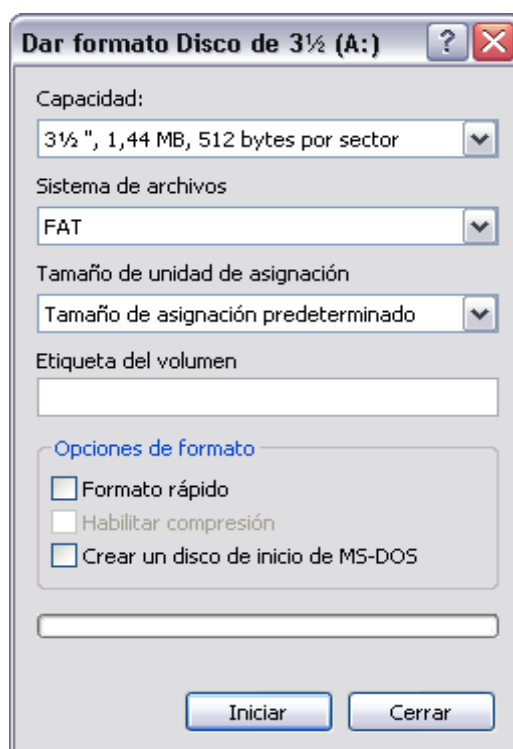 Dar formato Disco de 3½ (A:)
Capacidad:
3½ ", 1,44 MB, 512 bytes por sector
Sistema de archivos
FAT
Tamaño de unidad de asignación
Tamaño de asignación predeterminado
Etiqueta del volumen
Opciones de formato
Formato rápido
Habilitar compresión
Crear un disco de inicio de MS-DOS
Iniciar Cerrar